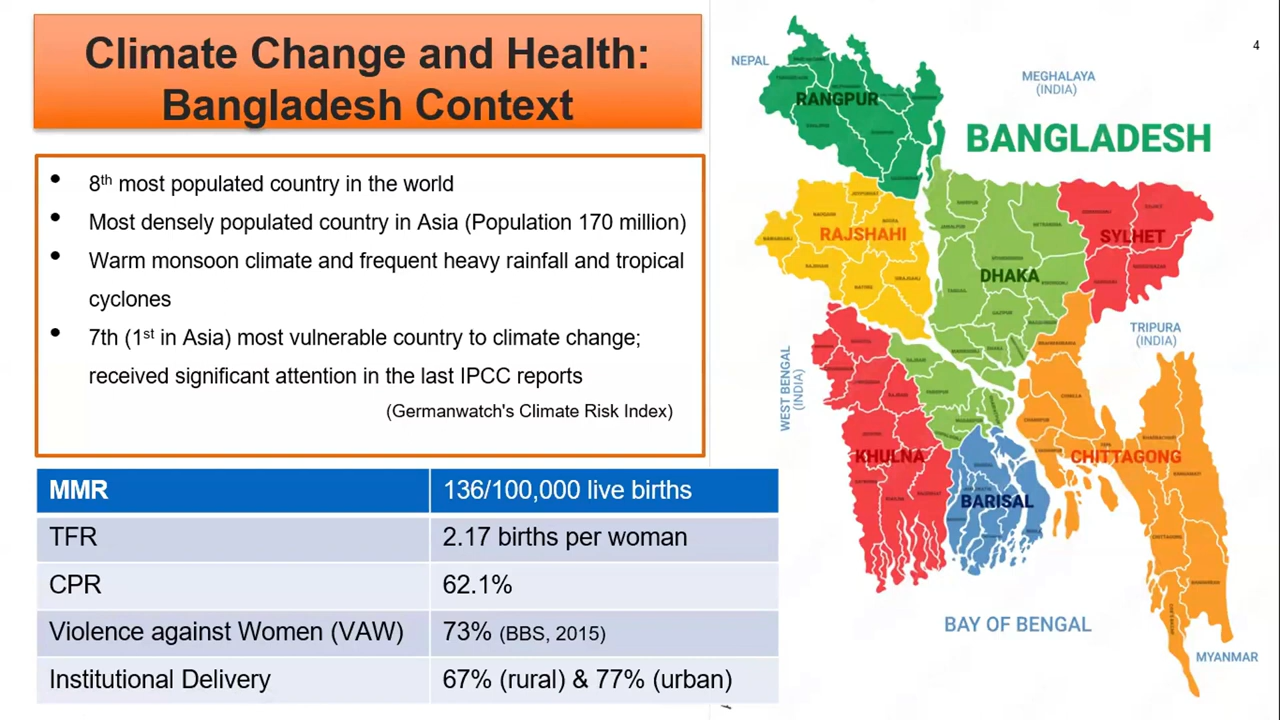 Climate Change and Health:
Bangladesh Context
4
• 8th most populated country in the world
• Most densely populated country in Asia (Population 170 million)
• Warm monsoon climate and frequent heavy rainfall and tropical
cyclones
• 7th (1st in Asia) most vulnerable country to climate change;
received significant attention in the last IPCC reports
(Germanwatch's Climate Risk Index)
MMR 136/100,000 live births
TFR 2.17 births per woman
CPR 62.1%
Violence against Women (VAW) 73% (BBS, 2015)
Institutional Delivery 67% (rural) & 77% (urban)
NEPAL
MEGHALAYA
(INDIA)
BANGLADESH
RANGPUR
RAJSHAHI
SYLHET
DHAKA
TRIPURA
(INDIA)
WEST BENGAL
(INDIA)
KHULNA
CHITTAGONG
BARISAL
BAY OF BENGAL
MYANMAR